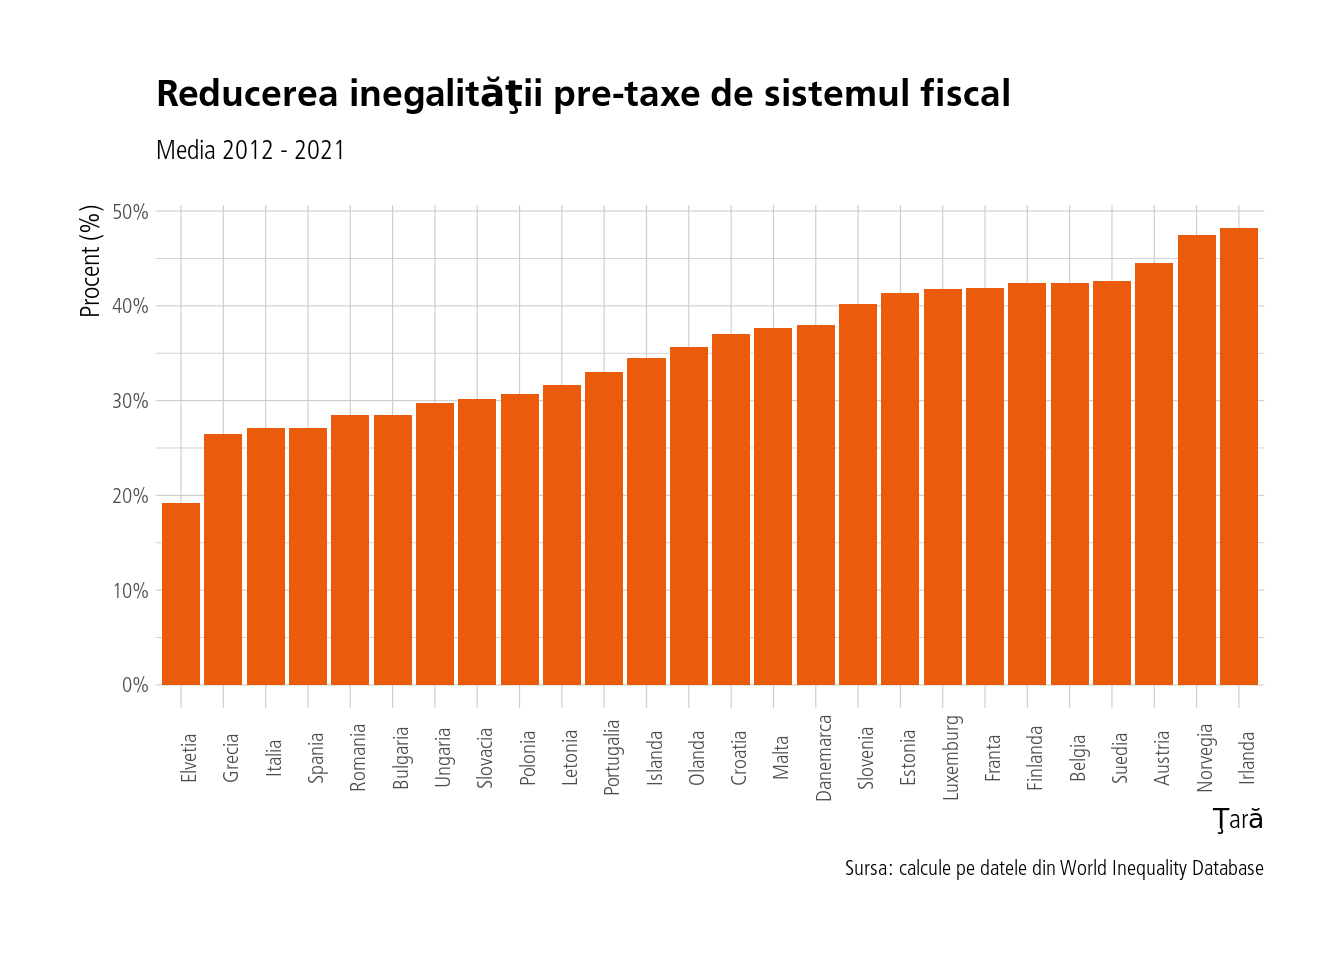 Reducerea inegalităţii pre-taxe de sistemul fiscal
Media 2012 - 2021
Procent (%)
50%
40%
30%
20%
10%
0%
Elvetia
Grecia
Italia
Spania
Romania
Bulgaria
Ungaria
Slovacia
Polonia
Letonia
Portugalia
Islanda
Olanda
Croatia
Malta
Danemarca
Slovenia
Estonia
Luxemburg
Franta
Finlanda
Belgia
Suedia
Austria
Norvegia
Irlanda
Ţară
Sursa: calcule pe datele din World Inequality Database